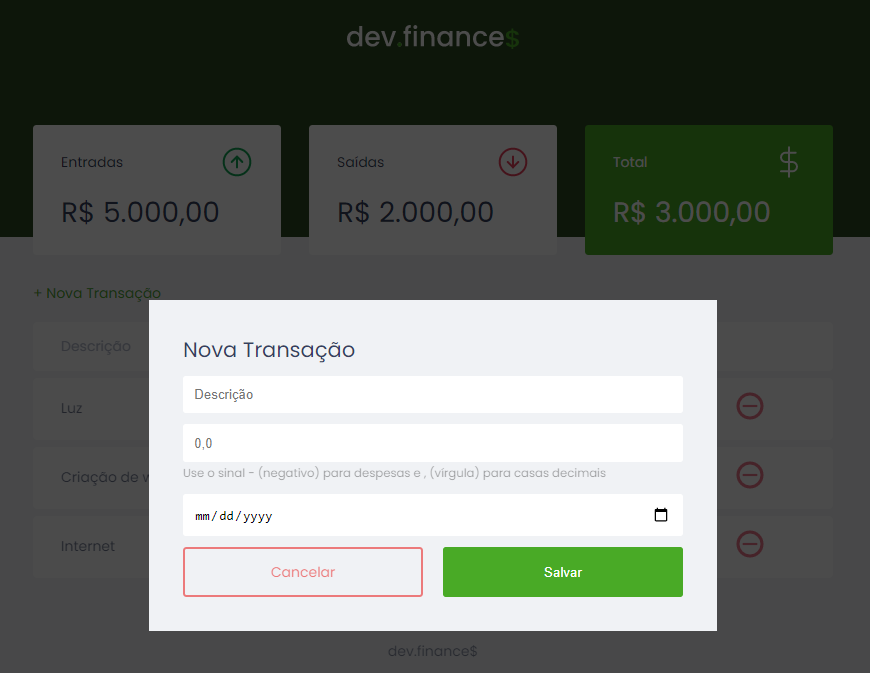 dev.finance$
Entradas
Saídas
Total
R$ 5.000,00
R$ 2.000,00
R$ 3.000,00
+ Nova Transação
Descrição
Luz
Criação de
Internet
Nova Transação
Descrição
0,0
Use o sinal - (negativo) para despesas e , (vírgula) para casas decimais
mm/dd/yyyy
Cancelar
Salvar
dev.finance$